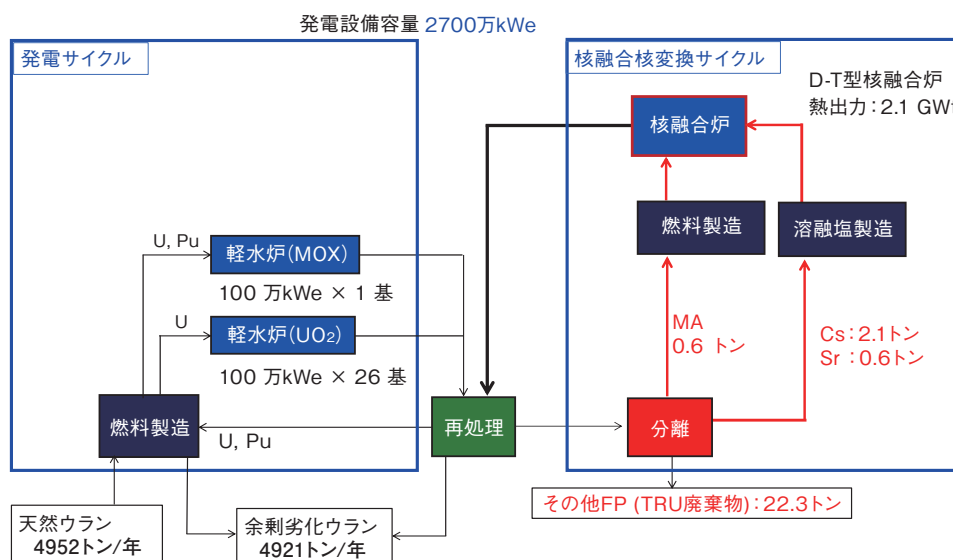 発電設備容量 2700万kWe
発電サイクル
核融合核変換サイクル
D-T型核融合炉
熱出力：2.1 GWt
核融合炉
燃料製造
溶融塩製造
U, Pu
軽水炉(MOX)
100 万kWe × 1 基
U
軽水炉(UO₂)
100 万kWe × 26 基
MA
0.6 トン
Cs：2.1トン
Sr：0.6トン
燃料製造
U, Pu
再処理
分離
その他FP (TRU廃棄物)：22.3トン
天然ウラン
4952トン/年
余剰劣化ウラン
4921トン/年